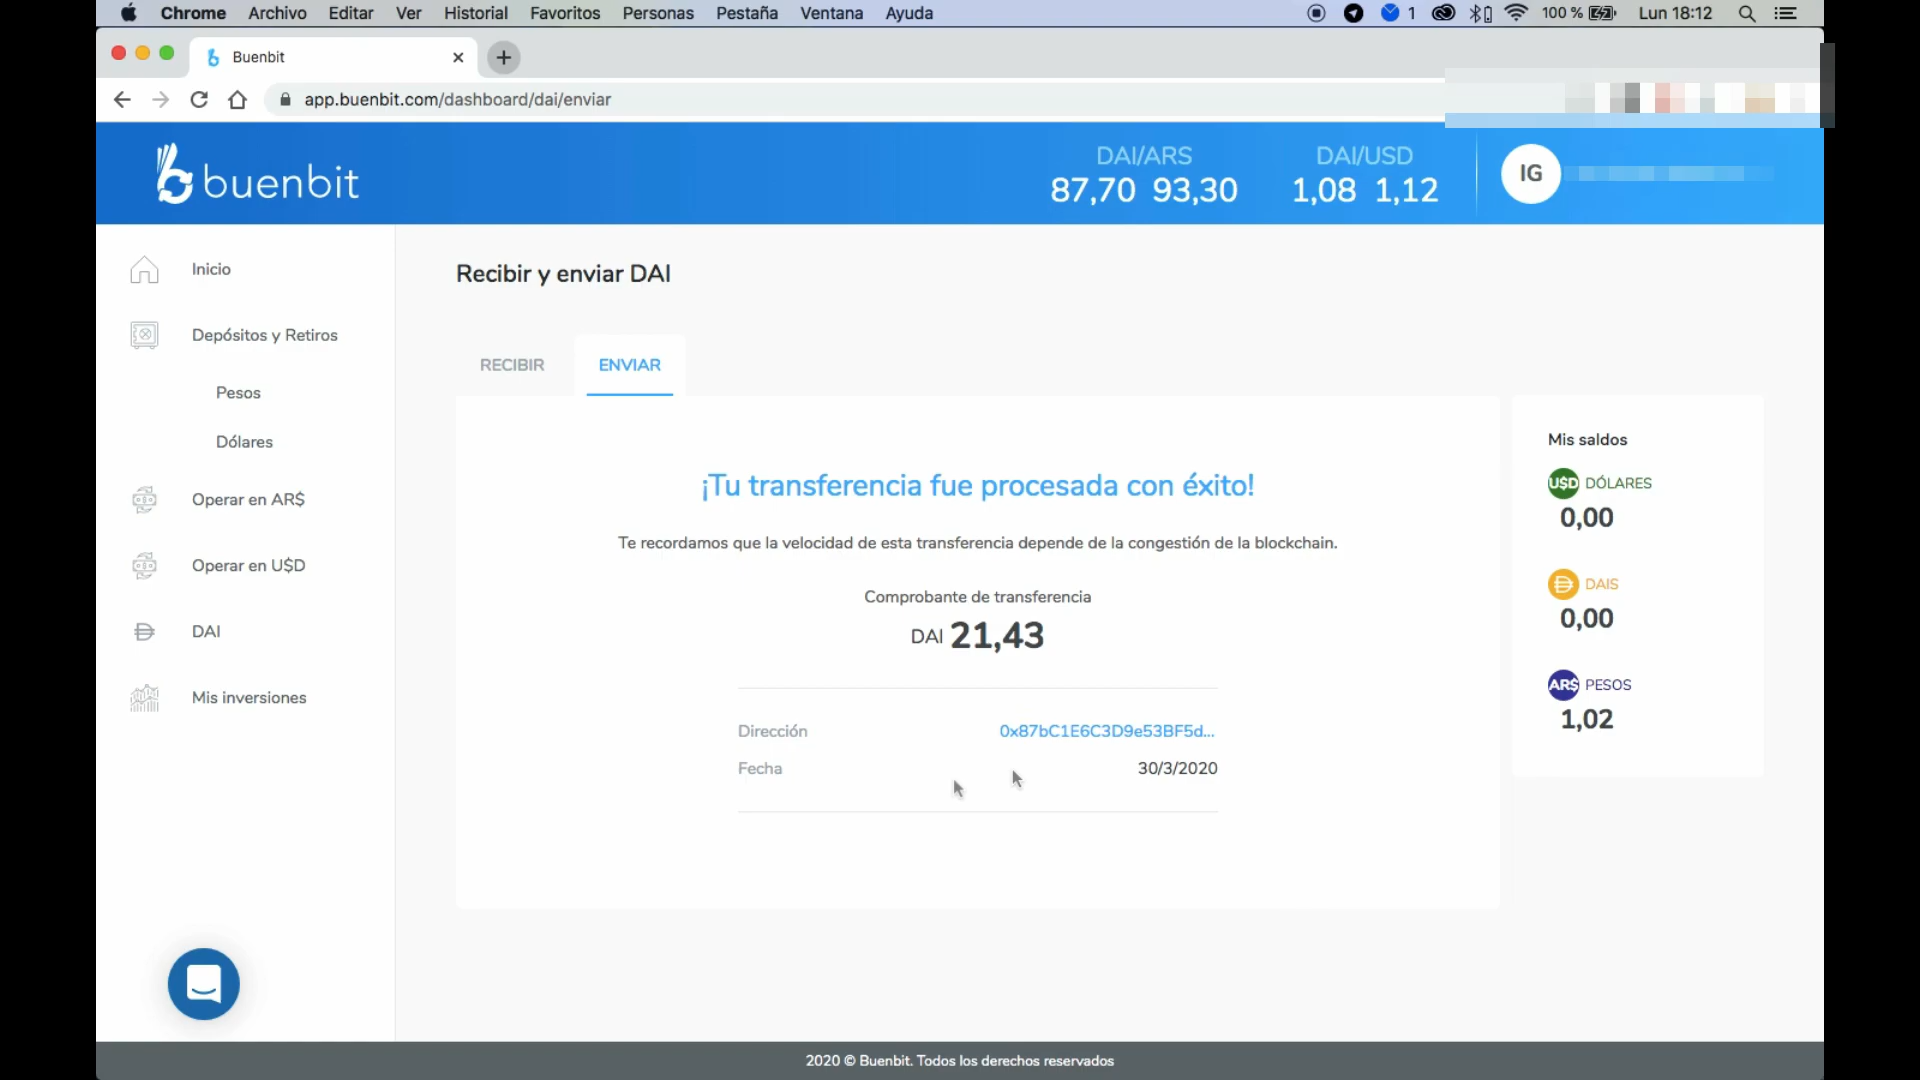 Chrome Archivo Editar Ver Historial Favoritos Personas Pestaña Ventana Ayuda 1 100 % Lun 18:12
Buenbit
app.buenbit.com/dashboard/dai/enviar
buenbit
DAI/ARS
87,70 93,30
DAI/USD
1,08 1,12
IG
Inicio
Depósitos y Retiros
Pesos
Dólares
Operar en AR$
Operar en U$D
DAI
Mis inversiones
Recibir y enviar DAI
RECIBIR
ENVIAR
¡Tu transferencia fue procesada con éxito!
Te recordamos que la velocidad de esta transferencia depende de la congestión de la blockchain.
Comprobante de transferencia
DAI 21,43
Dirección 0x87bC1E6C3D9e53BF5d...
Fecha 30/3/2020
Mis saldos
U$D DÓLARES
0,00
DAIS
0,00
AR$ PESOS
1,02
2020 © Buenbit. Todos los derechos reservados